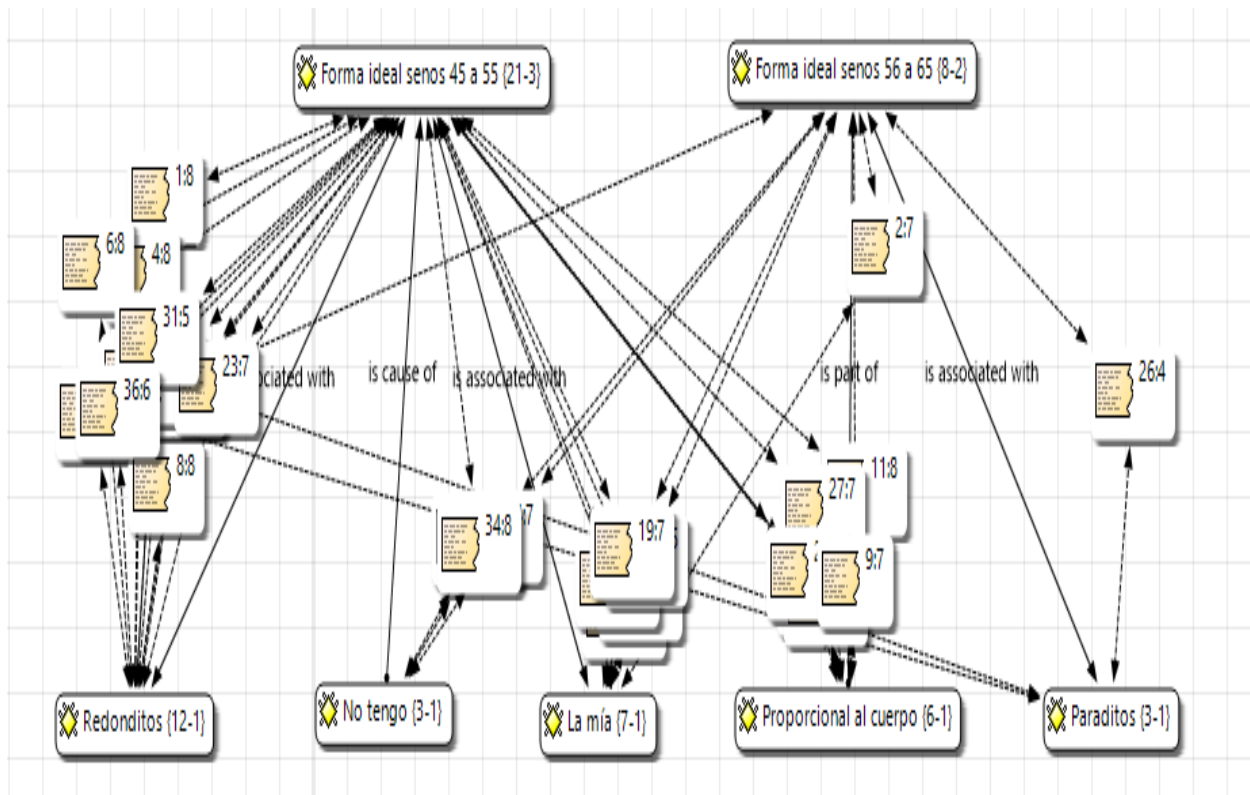 Forma ideal senos 45 a 55 {21-3}
Forma ideal senos 56 a 65 {8-2}
1:8
6:8
4:8
2:7
31:5
23:7
is cause of
is associated with
is part of
is associated with
26:4
36:6
8:8
11:8
27:7
34:8
19:7
9:7
Redonditos {12-1}
No tengo {3-1}
La mía {7-1}
Proporcional al cuerpo {6-1}
Paraditos {3-1}